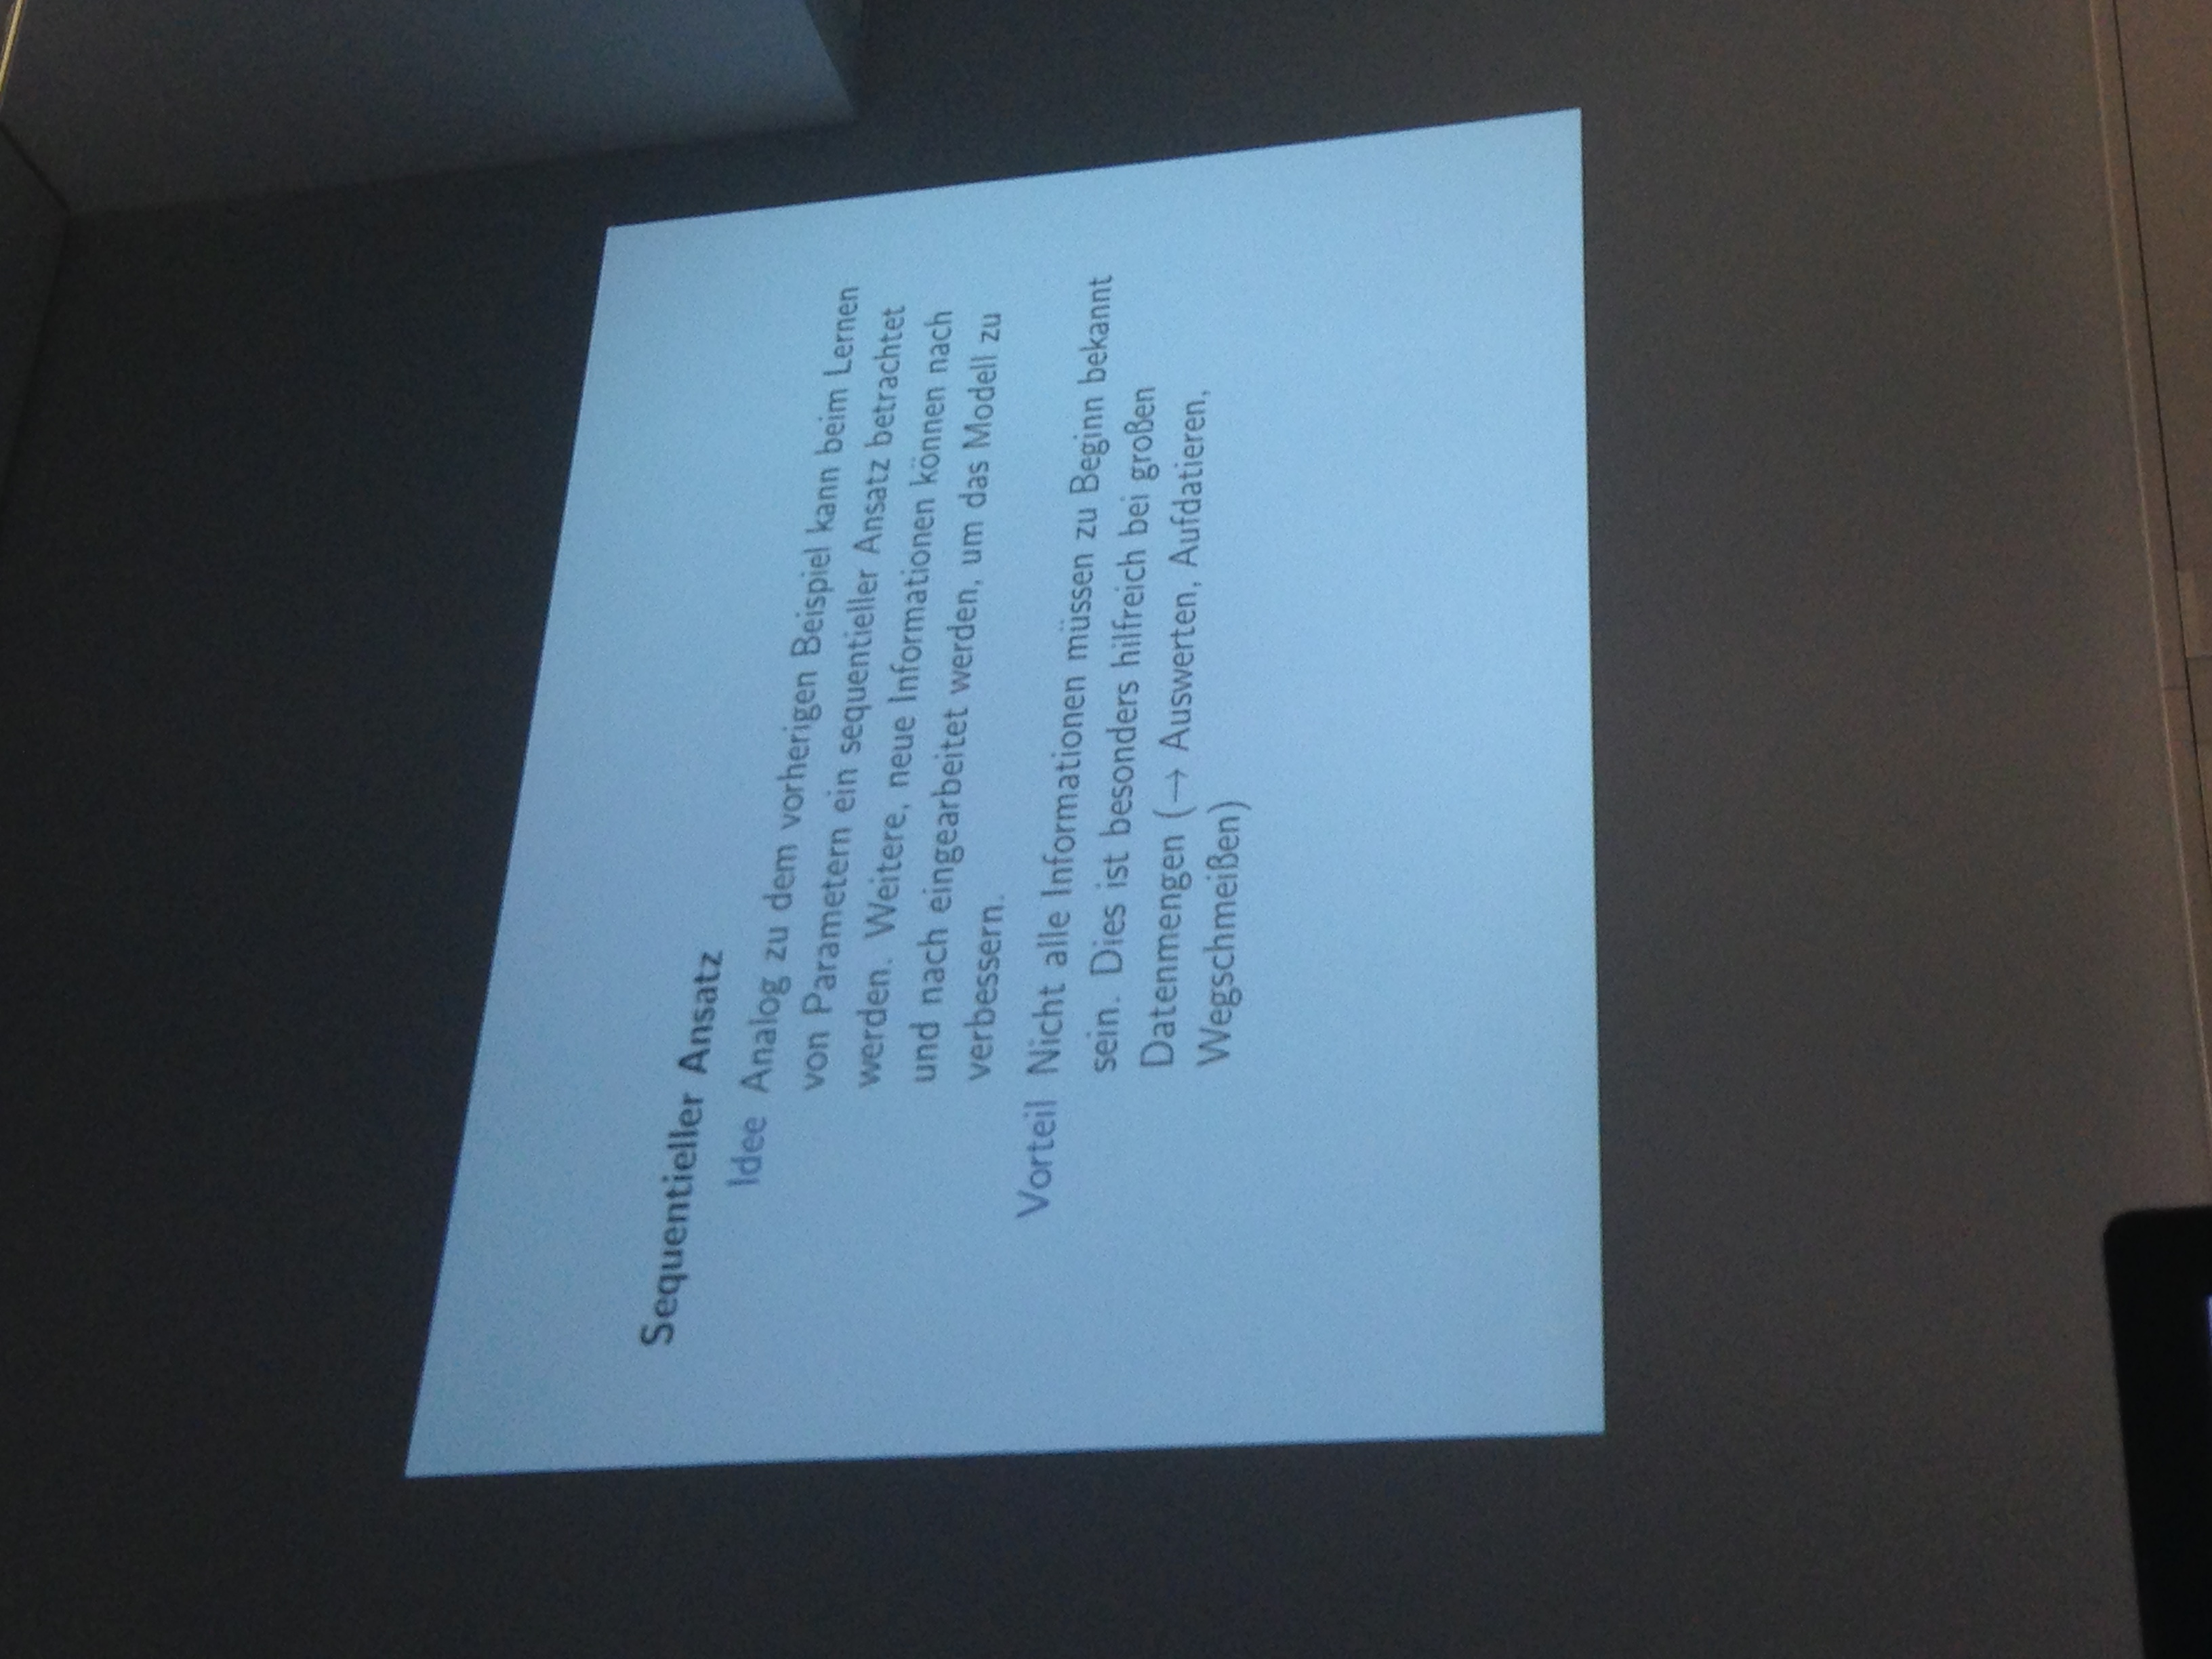 Sequentieller Ansatz
Idee Analog zu dem vorherigen Beispiel kann beim Lernen
von Parametern ein sequentieller Ansatz betrachtet
werden. Weitere, neue Informationen können nach
und nach eingearbeitet werden, um das Modell zu
verbessern.
Vorteil Nicht alle Informationen müssen zu Beginn bekannt
sein. Dies ist besonders hilfreich bei großen
Datenmengen (→ Auswerten, Aufdatieren,
Wegschmeißen)